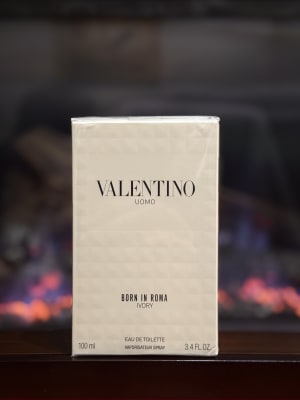 VALENTINO
UOMO
BORN IN ROMA
IVORY
EAU DE TOILETTE
VAPORISATEUR SPRAY
100 ml
3.4 FL.OZ.